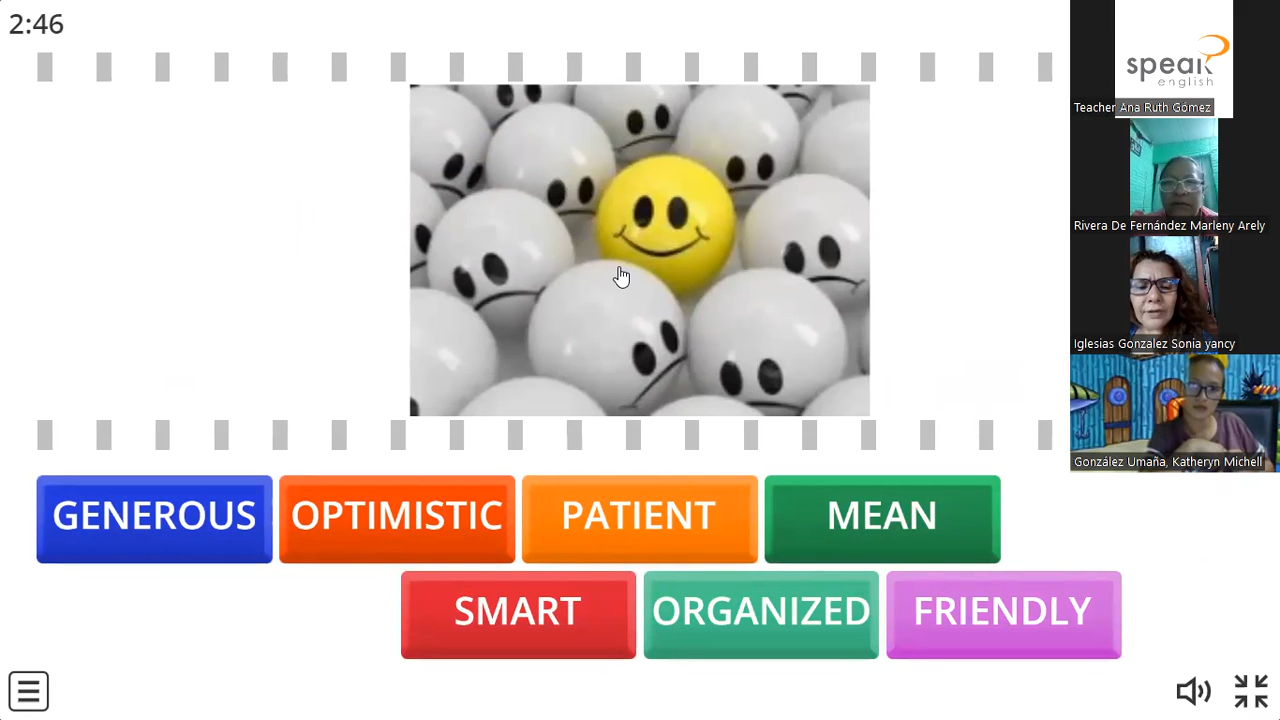 2:46
speak
english
Teacher Ana Ruth Gómez
Rivera De Fernández Marleny Arely
Iglesias Gonzalez Sonia yancy
González Umaña, Katheryn Michell
GENEROUS
OPTIMISTIC
PATIENT
MEAN
SMART
ORGANIZED
FRIENDLY